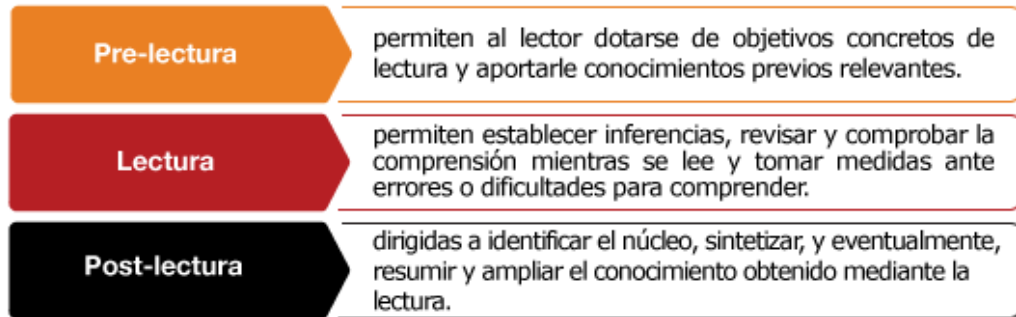 Pre-lectura
permiten al lector dotarse de objetivos concretos de
lectura y aportarle conocimientos previos relevantes.
Lectura
permiten establecer inferencias, revisar y comprobar la
comprensión mientras se lee y tomar medidas ante
errores o dificultades para comprender.
Post-lectura
dirigidas a identificar el núcleo, sintetizar, y eventualmente,
resumir y ampliar el conocimiento obtenido mediante la
lectura.